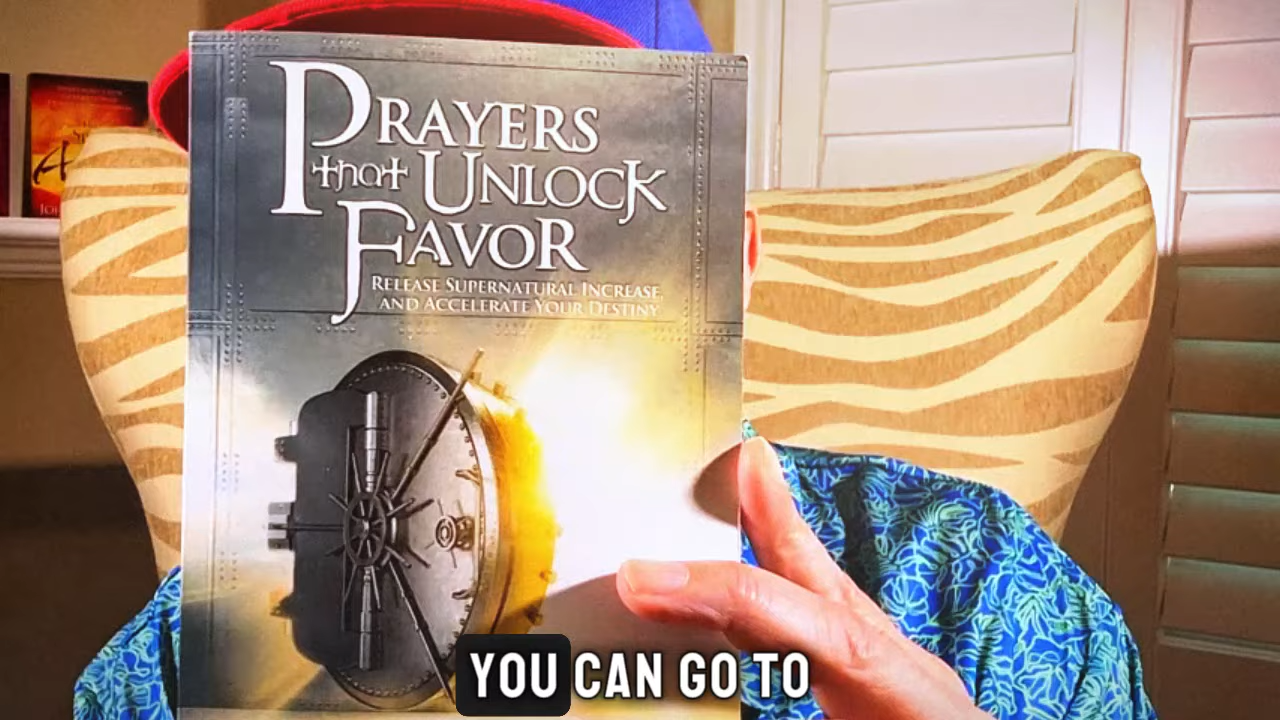 PRAYERS
that UNLOCK
FAVOR
RELEASE SUPERNATURAL INCREASE
AND ACCELERATE YOUR DESTINY
YOU CAN GO TO